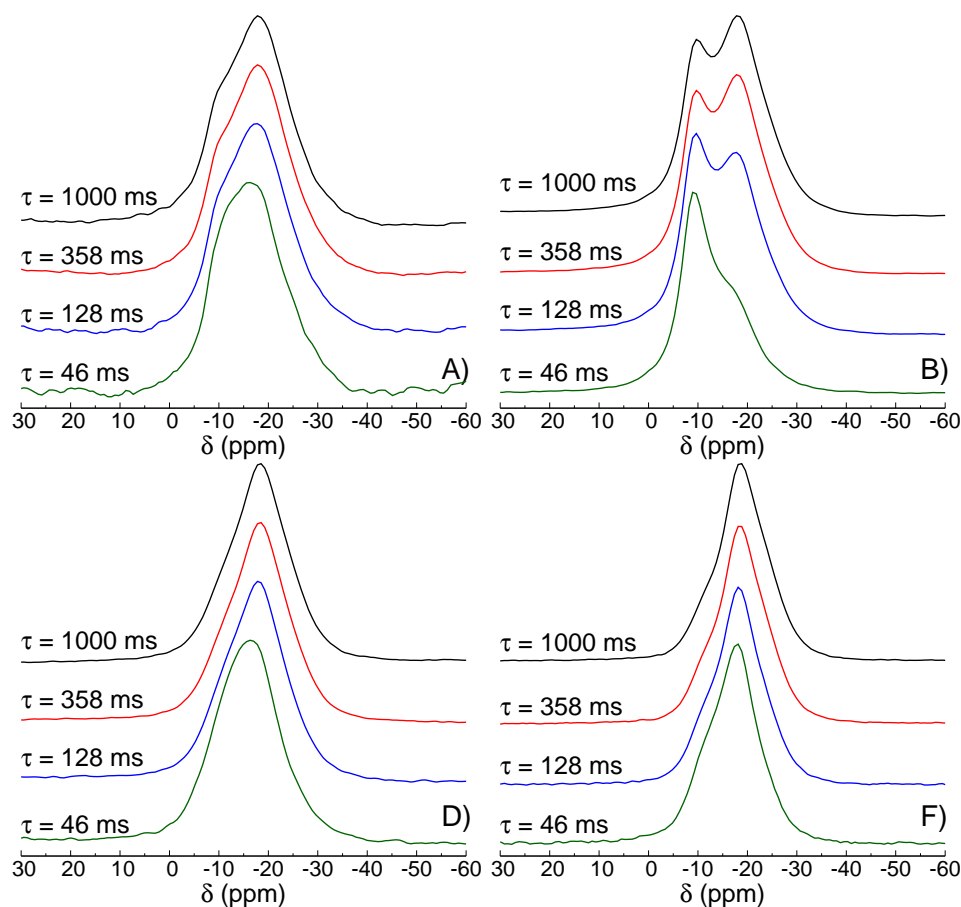 τ = 1000 ms
τ = 358 ms
τ = 128 ms
τ = 46 ms
A)
30 20 10 0 -10 -20 -30 -40 -50 -60
δ (ppm)
τ = 1000 ms
τ = 358 ms
τ = 128 ms
τ = 46 ms
B)
30 20 10 0 -10 -20 -30 -40 -50 -60
δ (ppm)
τ = 1000 ms
τ = 358 ms
τ = 128 ms
τ = 46 ms
D)
30 20 10 0 -10 -20 -30 -40 -50 -60
δ (ppm)
τ = 1000 ms
τ = 358 ms
τ = 128 ms
τ = 46 ms
F)
30 20 10 0 -10 -20 -30 -40 -50 -60
δ (ppm)